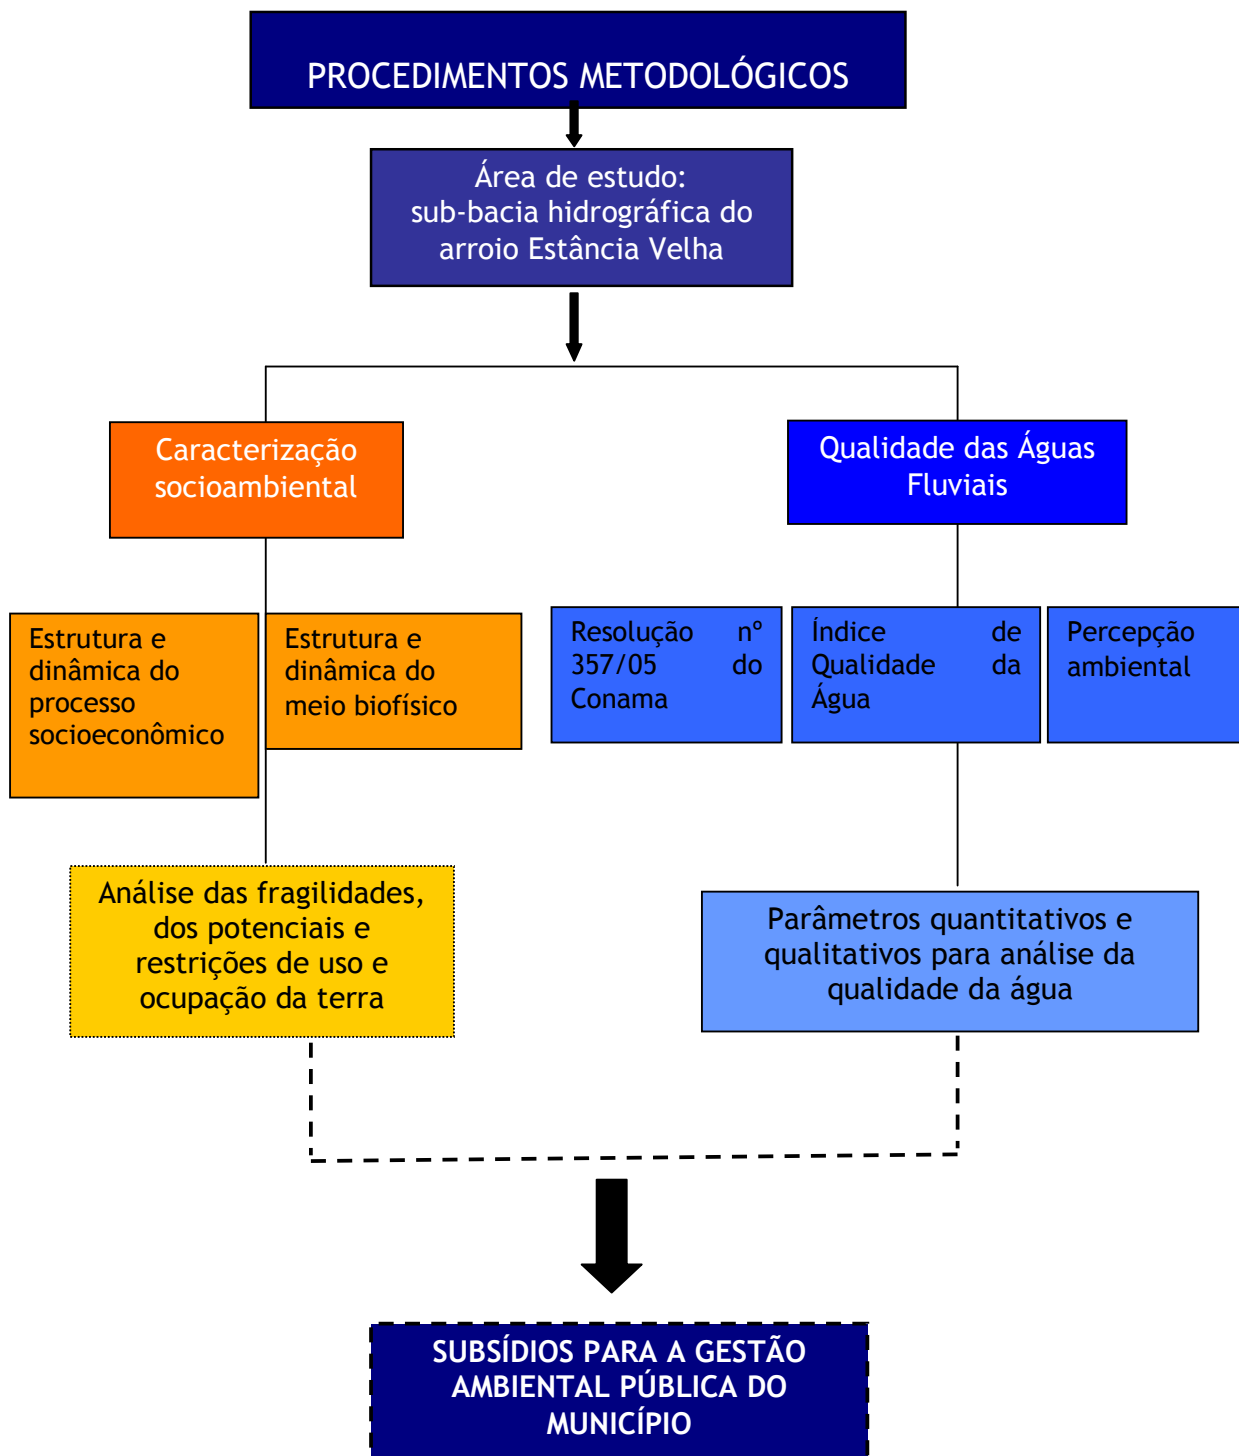 PROCEDIMENTOS METODOLÓGICOS
Área de estudo:
sub-bacia hidrográfica do
arroio Estância Velha
Caracterização
socioambiental
Qualidade das Águas
Fluviais
Estrutura e
dinâmica do
processo
socioeconômico
Estrutura e
dinâmica do
meio biofísico
Resolução nº
357/05 do
Conama
Índice de
Qualidade da
Água
Percepção
ambiental
Análise das fragilidades,
dos potenciais e
restrições de uso e
ocupação da terra
Parâmetros quantitativos e
qualitativos para análise da
qualidade da água
SUBSÍDIOS PARA A GESTÃO
AMBIENTAL PÚBLICA DO
MUNICÍPIO